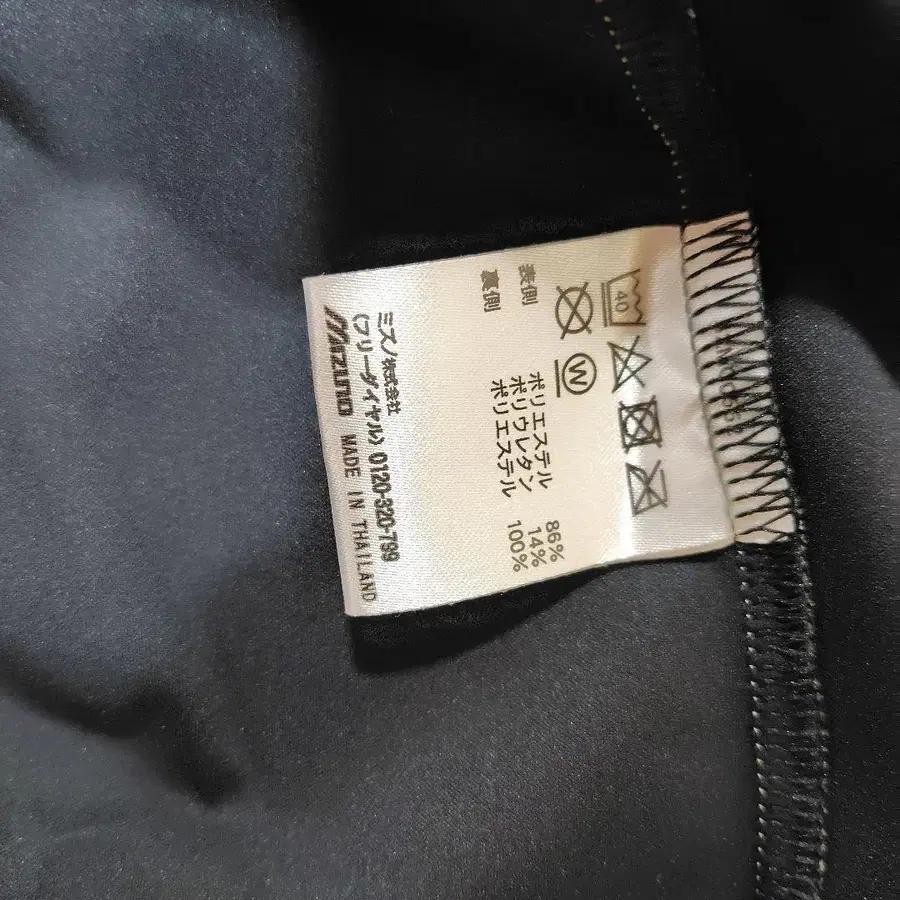 40
W
表側 ポリエステル 86%
ポリウレタン 14%
裏側 ポリエステル 100%
ミズノ株式会社
(フリーダイヤル) 0120-320-799
MIZUNO MADE IN THAILAND